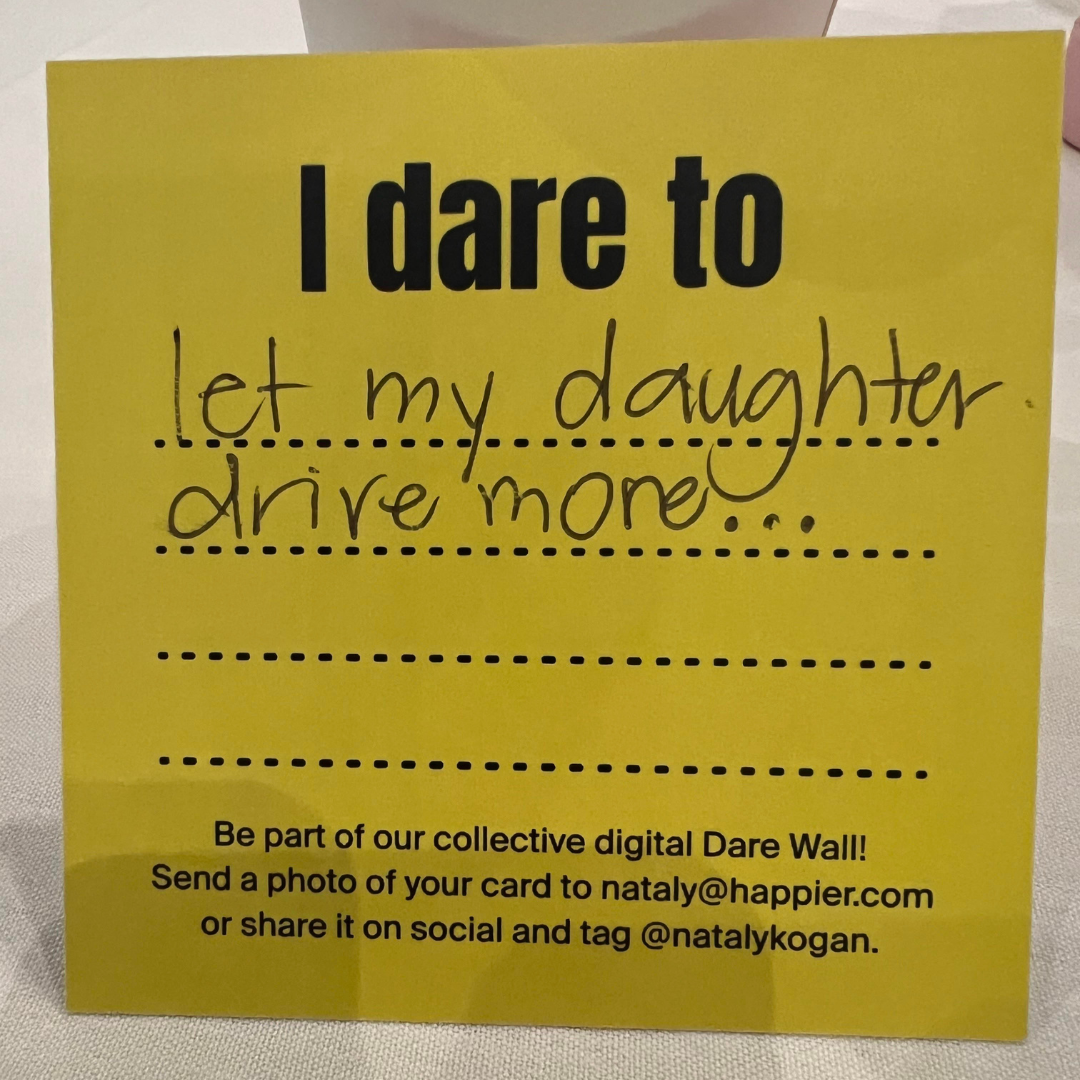 I dare to
let my daughter
drive more...
Be part of our collective digital Dare Wall!
Send a photo of your card to nataly@happier.com
or share it on social and tag @natalykogan.